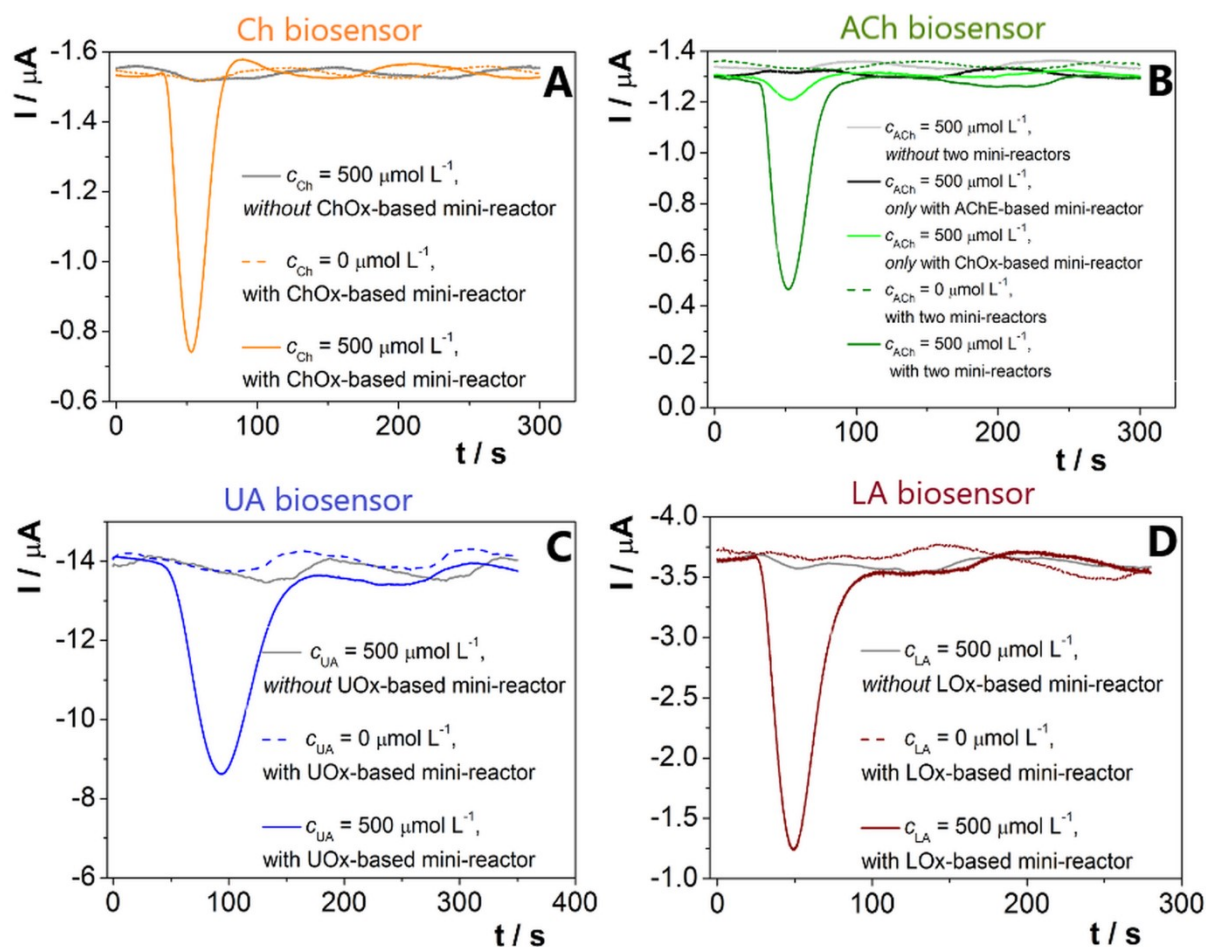 Ch biosensor
I / μA
-1.6
-1.4
-1.2
-1.0
-0.8
-0.6
A
c_Ch = 500 μmol L⁻¹,
without ChOx-based mini-reactor
c_Ch = 0 μmol L⁻¹,
with ChOx-based mini-reactor
c_Ch = 500 μmol L⁻¹,
with ChOx-based mini-reactor
0 100 200 300
t / s
ACh biosensor
I / μA
-1.4
-1.2
-1.0
-0.8
-0.6
-0.4
-0.2
0.0
B
c_ACh = 500 μmol L⁻¹,
without two mini-reactors
c_ACh = 500 μmol L⁻¹,
only with AChE-based mini-reactor
c_ACh = 500 μmol L⁻¹,
only with ChOx-based mini-reactor
c_ACh = 0 μmol L⁻¹,
with two mini-reactors
c_ACh = 500 μmol L⁻¹,
with two mini-reactors
0 100 200 300
t / s
UA biosensor
I / μA
-14
-12
-10
-8
-6
C
c_UA = 500 μmol L⁻¹,
without UOx-based mini-reactor
c_UA = 0 μmol L⁻¹,
with UOx-based mini-reactor
c_UA = 500 μmol L⁻¹,
with UOx-based mini-reactor
0 100 200 300 400
t / s
LA biosensor
I / μA
-4.0
-3.5
-3.0
-2.5
-2.0
-1.5
-1.0
D
c_LA = 500 μmol L⁻¹,
without LOx-based mini-reactor
c_LA = 0 μmol L⁻¹,
with LOx-based mini-reactor
c_LA = 500 μmol L⁻¹,
with LOx-based mini-reactor
0 100 200 300
t / s